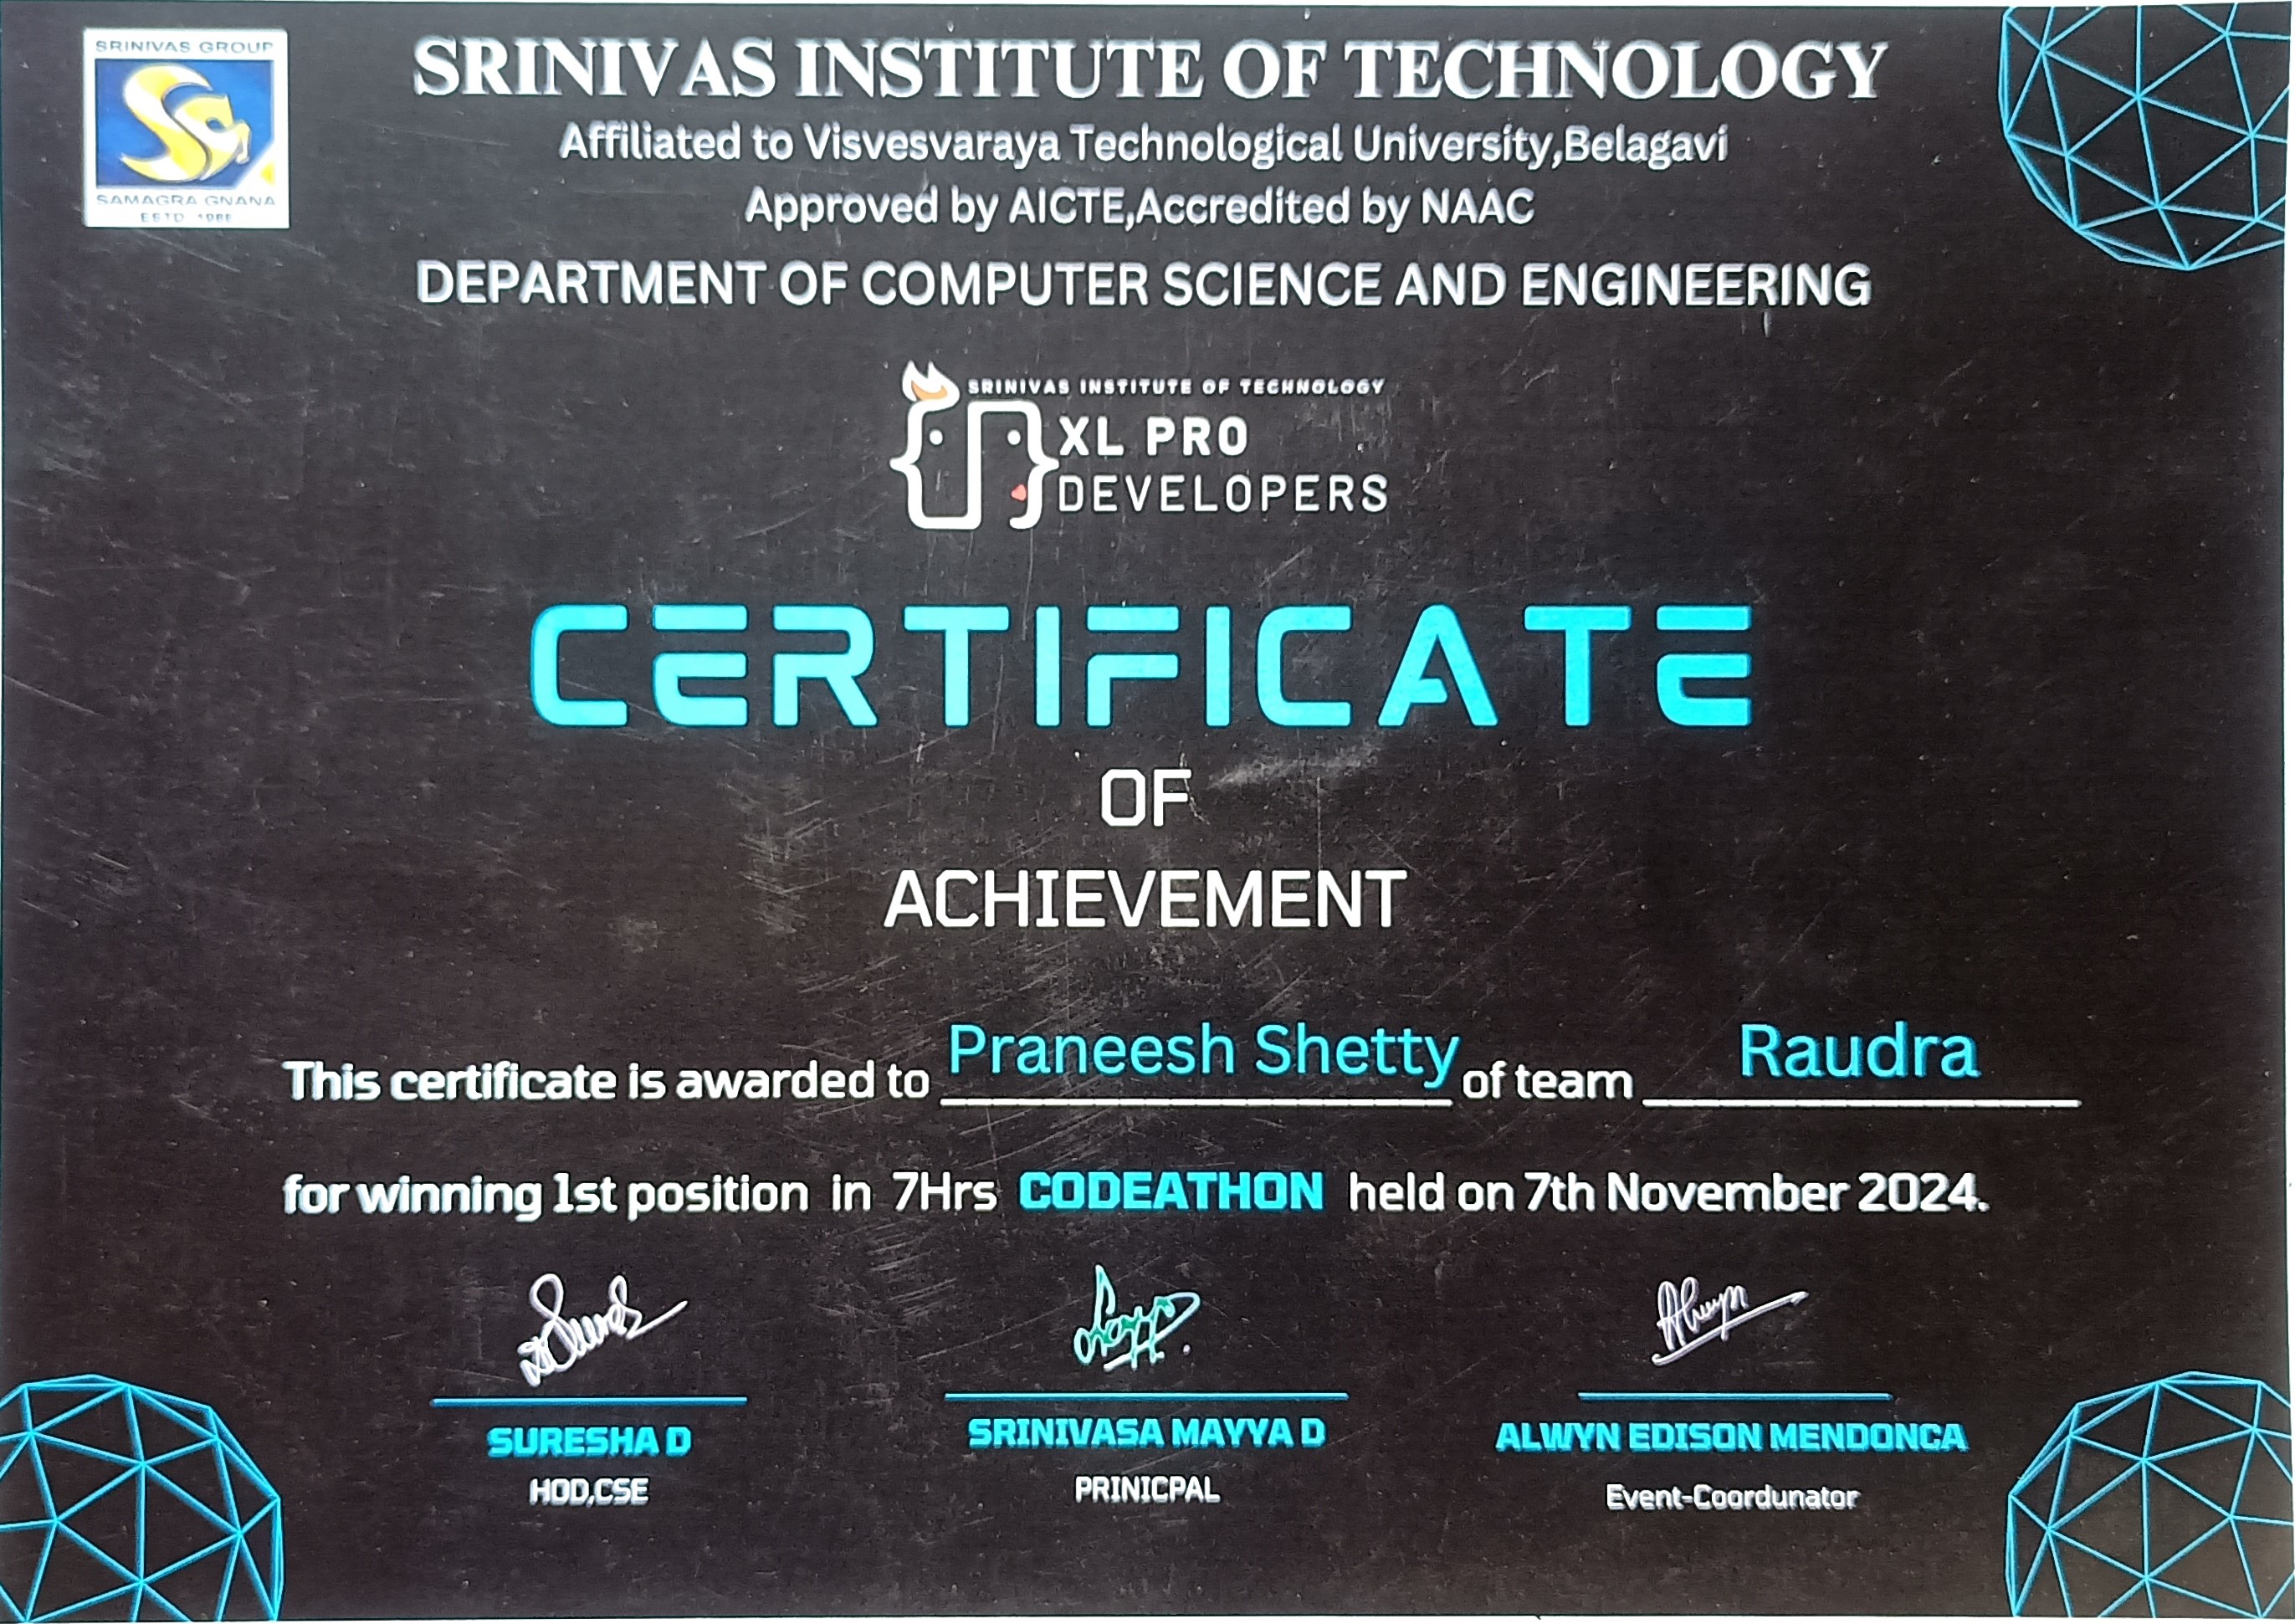 SRINIVAS GROUP
SAMAGRA GNANA
ESTD
SRINIVAS INSTITUTE OF TECHNOLOGY
Affiliated to Visvesvaraya Technological University,Belagavi
Approved by AICTE,Accredited by NAAC
DEPARTMENT OF COMPUTER SCIENCE AND ENGINEERING
SRINIVAS INSTITUTE OF TECHNOLOGY
XL PRO
DEVELOPERS
CERTIFICATE
OF
ACHIEVEMENT
This certificate is awarded to Praneesh Shetty of team Raudra
for winning 1st position in 7Hrs CODEATHON held on 7th November 2024.
Alwyn
SURESHA D SRINIVASA MAYYA D ALWYN EDISON MENDONCA
HOD,CSE PRINICPAL Event-Coordunator